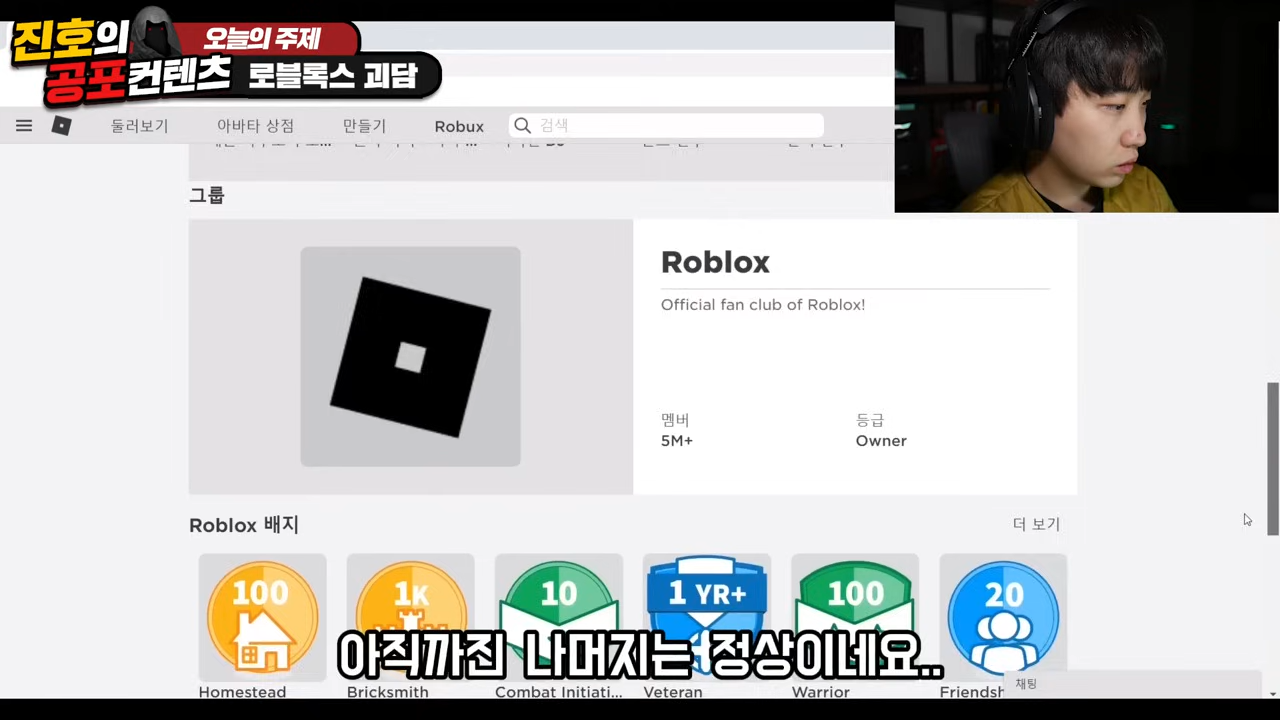 진호의
오늘의 주제
공포컨텐츠
로블록스 괴담
둘러보기
아바타 상점
만들기
Robux
검색
그룹
Roblox
Official fan club of Roblox!
멤버
등급
5M+
Owner
Roblox 배지
더 보기
100
1K
10
1 YR+
100
20
아직까진 나머지는 정상이네요..
채팅
Homestead
Bricksmith
Combat Initiati...
Veteran
Warrior